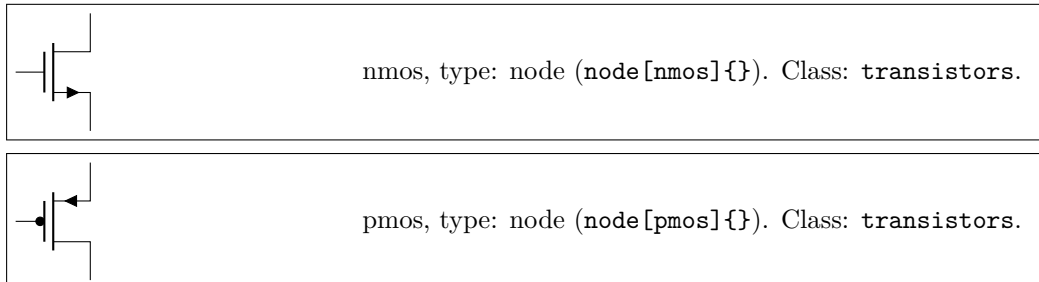 nmos, type: node (node[nmos]{}). Class: transistors.
pmos, type: node (node[pmos]{}). Class: transistors.